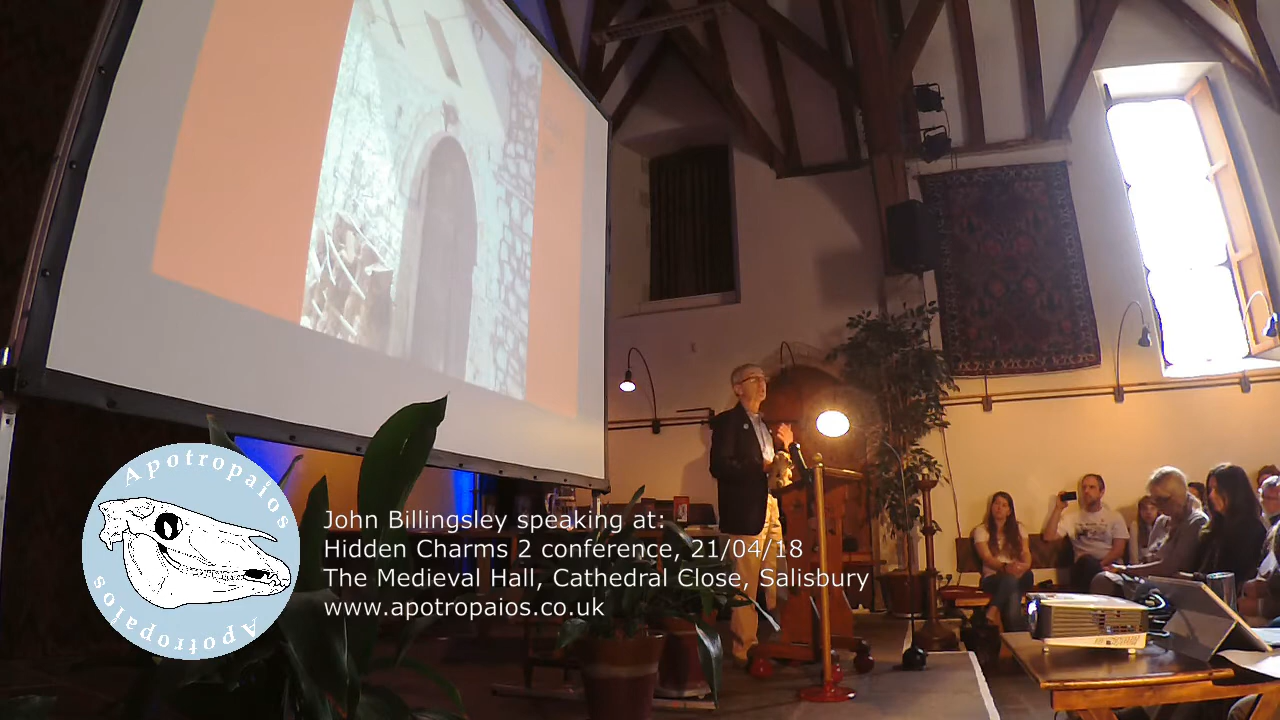 Apotropaios
Apotropaios
John Billingsley speaking at:
Hidden Charms 2 conference, 21/04/18
The Medieval Hall, Cathedral Close, Salisbury
www.apotropaios.co.uk